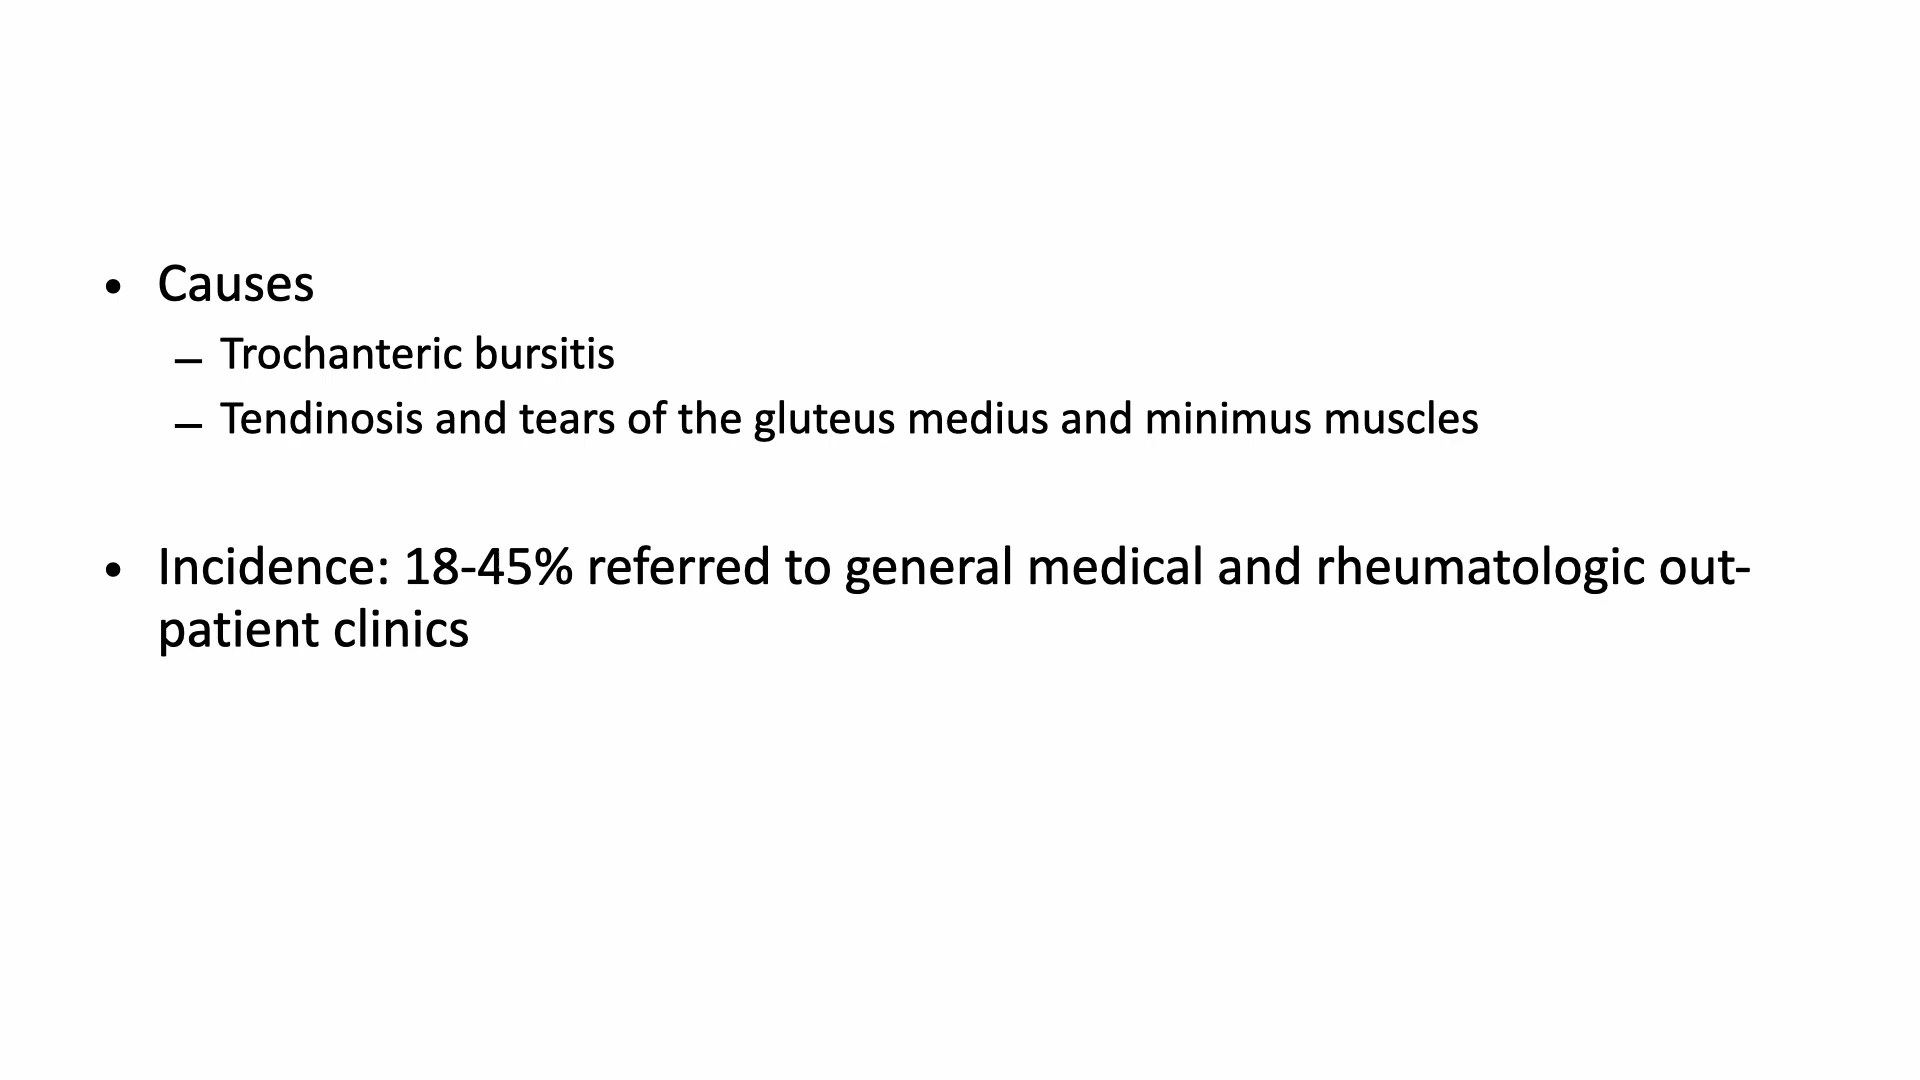 • Causes
– Trochanteric bursitis
– Tendinosis and tears of the gluteus medius and minimus muscles
• Incidence: 18-45% referred to general medical and rheumatologic out-
patient clinics